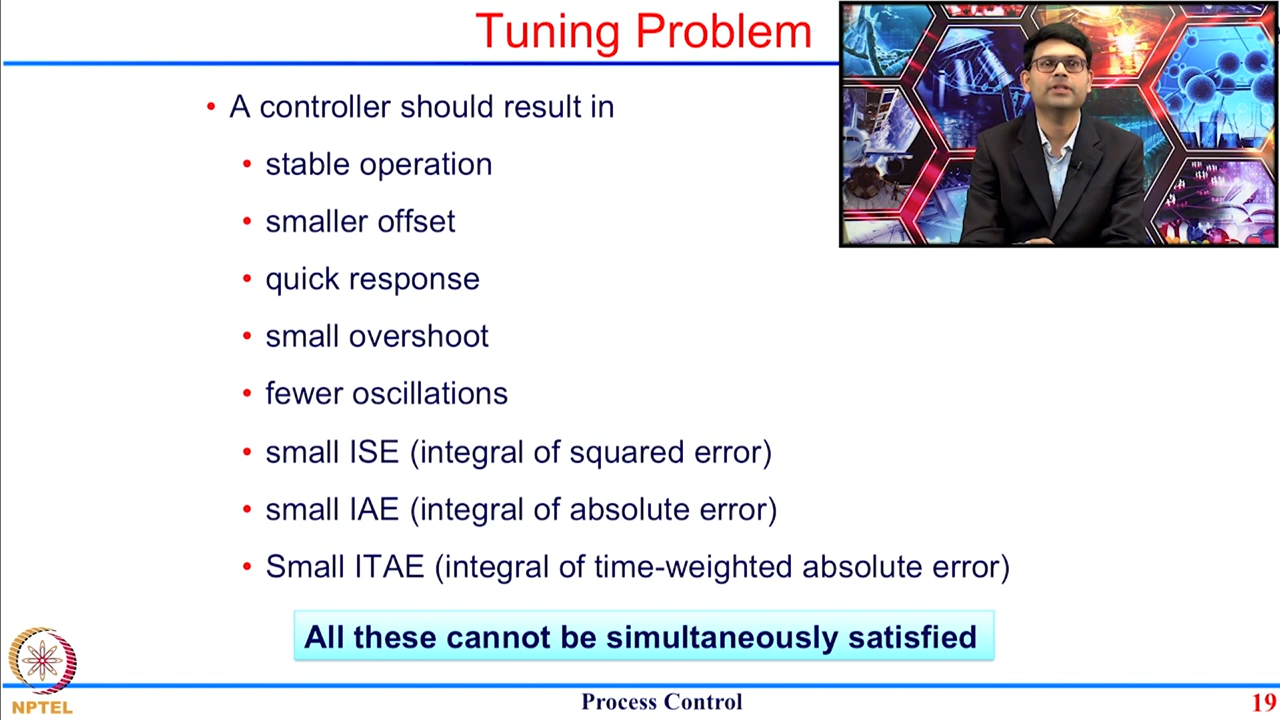 Tuning Problem
• A controller should result in
• stable operation
• smaller offset
• quick response
• small overshoot
• fewer oscillations
• small ISE (integral of squared error)
• small IAE (integral of absolute error)
• Small ITAE (integral of time-weighted absolute error)
All these cannot be simultaneously satisfied
NPTEL
Process Control
19